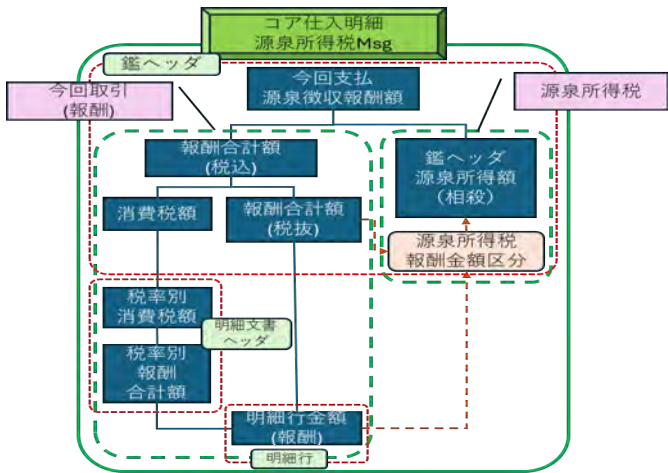 コア仕入明細
源泉所得税Msg
鑑ヘッダ
今回取引
(報酬)
今回支払
源泉徴収報酬額
源泉所得税
報酬合計額
(税込)
鑑ヘッダ
源泉所得額
(相殺)
消費税額
報酬合計額
(税抜)
源泉所得税
報酬金額区分
税率別
消費税額
明細文書
ヘッダ
税率別
報酬
合計額
明細行金額
(報酬)
明細行